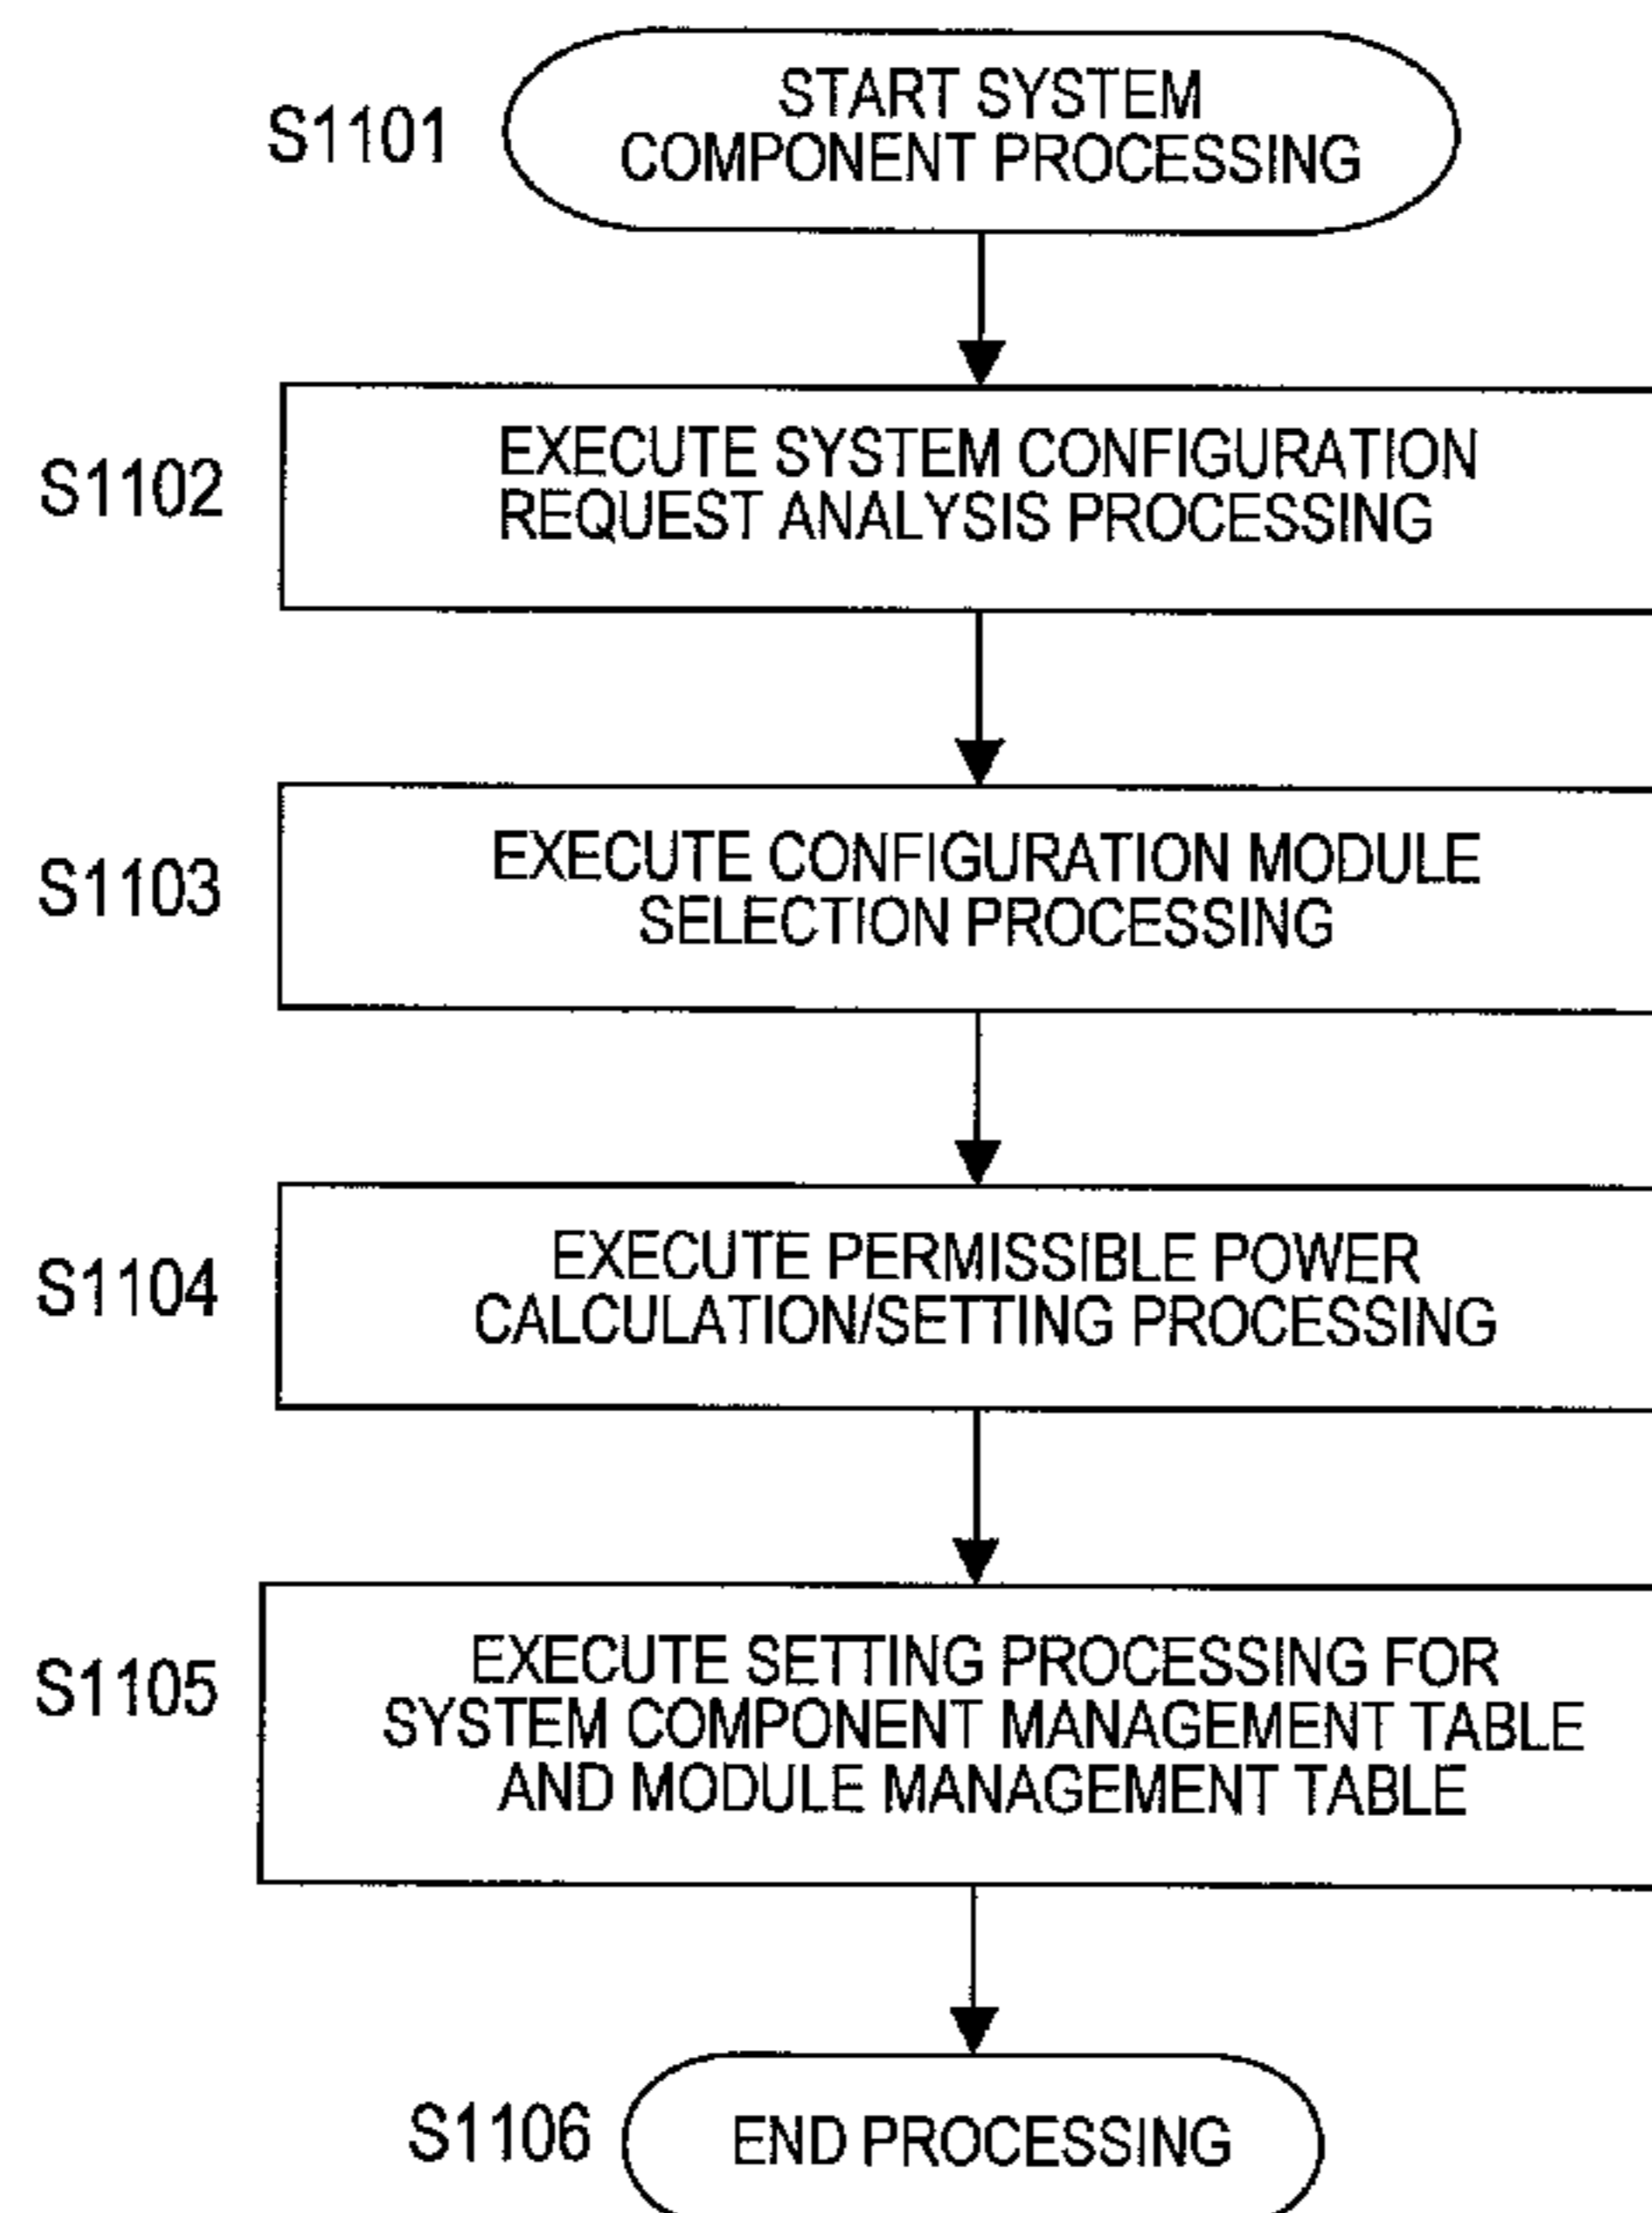 S1101
START SYSTEM
COMPONENT PROCESSING
S1102
EXECUTE SYSTEM CONFIGURATION
REQUEST ANALYSIS PROCESSING
S1103
EXECUTE CONFIGURATION MODULE
SELECTION PROCESSING
S1104
EXECUTE PERMISSIBLE POWER
CALCULATION/SETTING PROCESSING
S1105
EXECUTE SETTING PROCESSING FOR
SYSTEM COMPONENT MANAGEMENT TABLE
AND MODULE MANAGEMENT TABLE
S1106
END PROCESSING